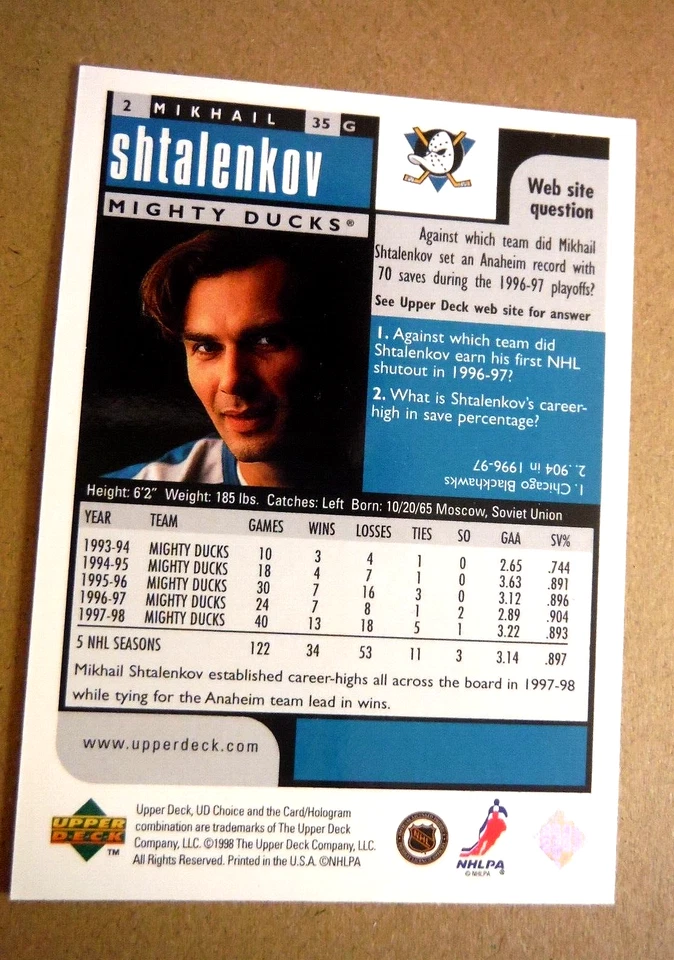 2 MIKHAIL 35 G
shtalenkov
MIGHTY DUCKS®
Web site
question
Against which team did Mikhail
Shtalenkov set an Anaheim record with
70 saves during the 1996-97 playoffs?
See Upper Deck web site for answer
1. Against which team did
Shtalenkov earn his first NHL
shutout in 1996-97?
2. What is Shtalenkov's career-
high in save percentage?
1. Chicago Blackhawks
2. .904 in 1996-97
Height: 6'2" Weight: 185 lbs. Catches: Left Born: 10/20/65 Moscow, Soviet Union
YEAR TEAM GAMES WINS LOSSES TIES SO GAA SV%
1993-94 MIGHTY DUCKS 10 3 4 1 0 2.65 .744
1994-95 MIGHTY DUCKS 18 4 7 1 0 3.63 .891
1995-96 MIGHTY DUCKS 30 7 16 3 0 3.12 .896
1996-97 MIGHTY DUCKS 24 7 8 1 2 2.89 .904
1997-98 MIGHTY DUCKS 40 13 18 5 1 3.22 .893
5 NHL SEASONS 122 34 53 11 3 3.14 .897
Mikhail Shtalenkov established career-highs all across the board in 1997-98
while tying for the Anaheim team lead in wins.
www.upperdeck.com
UPPER
DECK
TM
Upper Deck, UD Choice and the Card/Hologram
combination are trademarks of The Upper Deck
Company, LLC. ©1998 The Upper Deck Company, LLC.
All Rights Reserved. Printed in the U.S.A. ©NHLPA
NHL
NHLPA®
© NHLPA